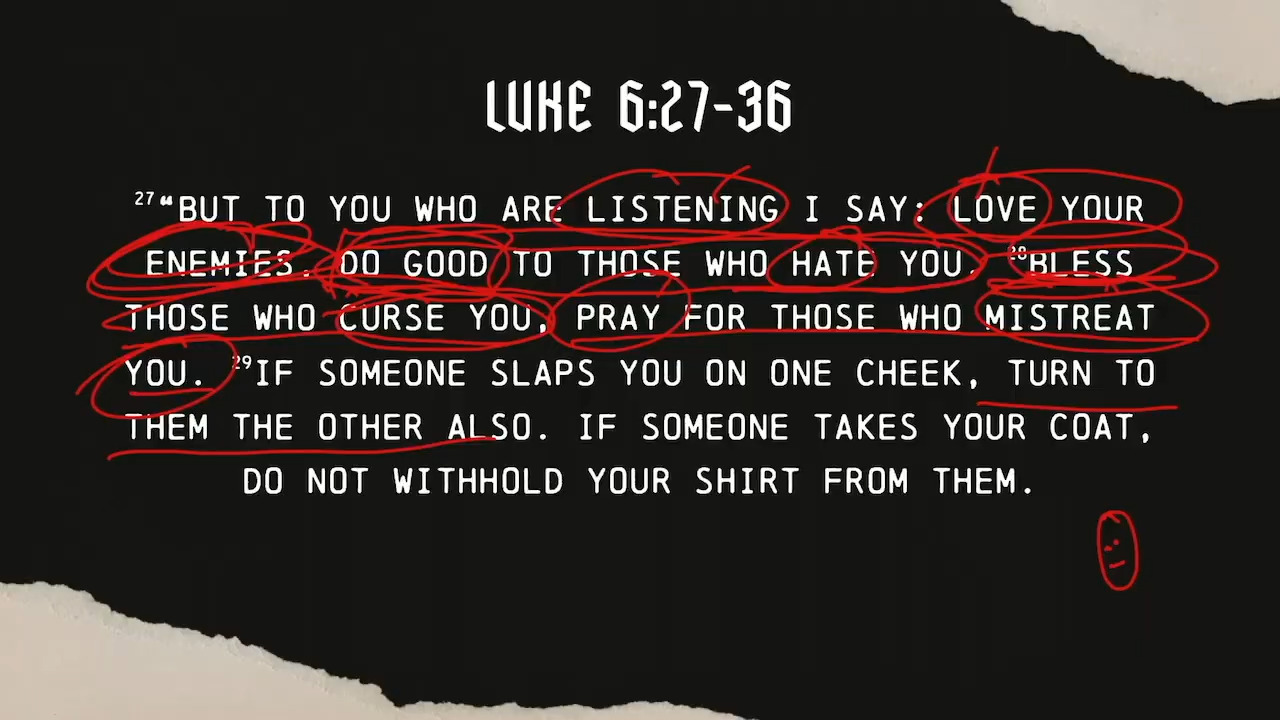 LUKE 6:27-36
27“BUT TO YOU WHO ARE LISTENING I SAY: LOVE YOUR
ENEMIES, DO GOOD TO THOSE WHO HATE YOU, 28BLESS
THOSE WHO CURSE YOU, PRAY FOR THOSE WHO MISTREAT
YOU. 29IF SOMEONE SLAPS YOU ON ONE CHEEK, TURN TO
THEM THE OTHER ALSO. IF SOMEONE TAKES YOUR COAT,
DO NOT WITHHOLD YOUR SHIRT FROM THEM.